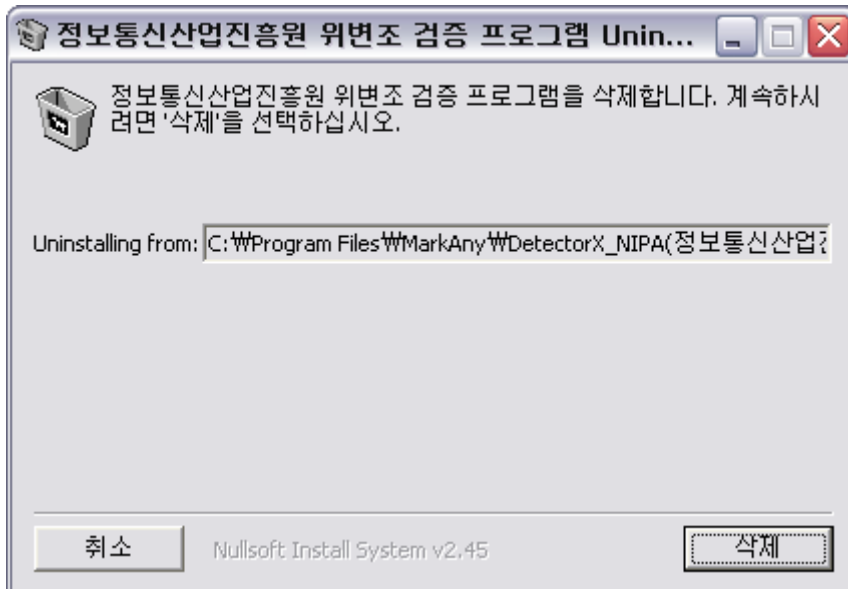 정보통신산업진흥원 위변조 검증 프로그램 Unin...
정보통신산업진흥원 위변조 검증 프로그램을 삭제합니다. 계속하시
려면 '삭제'을 선택하십시오.
Uninstalling from: C:₩Program Files₩MarkAny₩DetectorX_NIPA(정보통신산업
취소
Nullsoft Install System v2.45
삭제